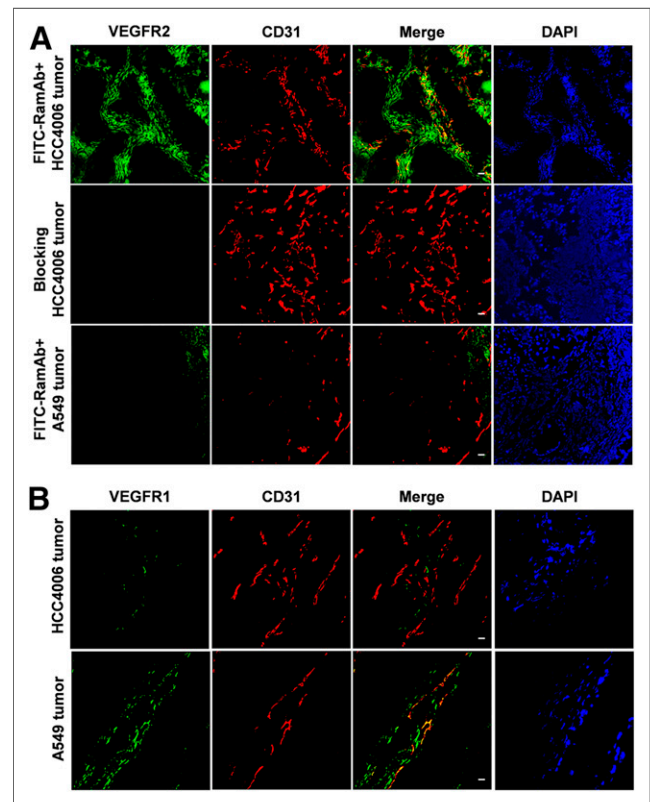 A
VEGFR2 CD31 Merge DAPI
FITC-RamAb+
HCC4006 tumor
Blocking
HCC4006 tumor
FITC-RamAb+
A549 tumor
B
VEGFR1 CD31 Merge DAPI
HCC4006 tumor
A549 tumor